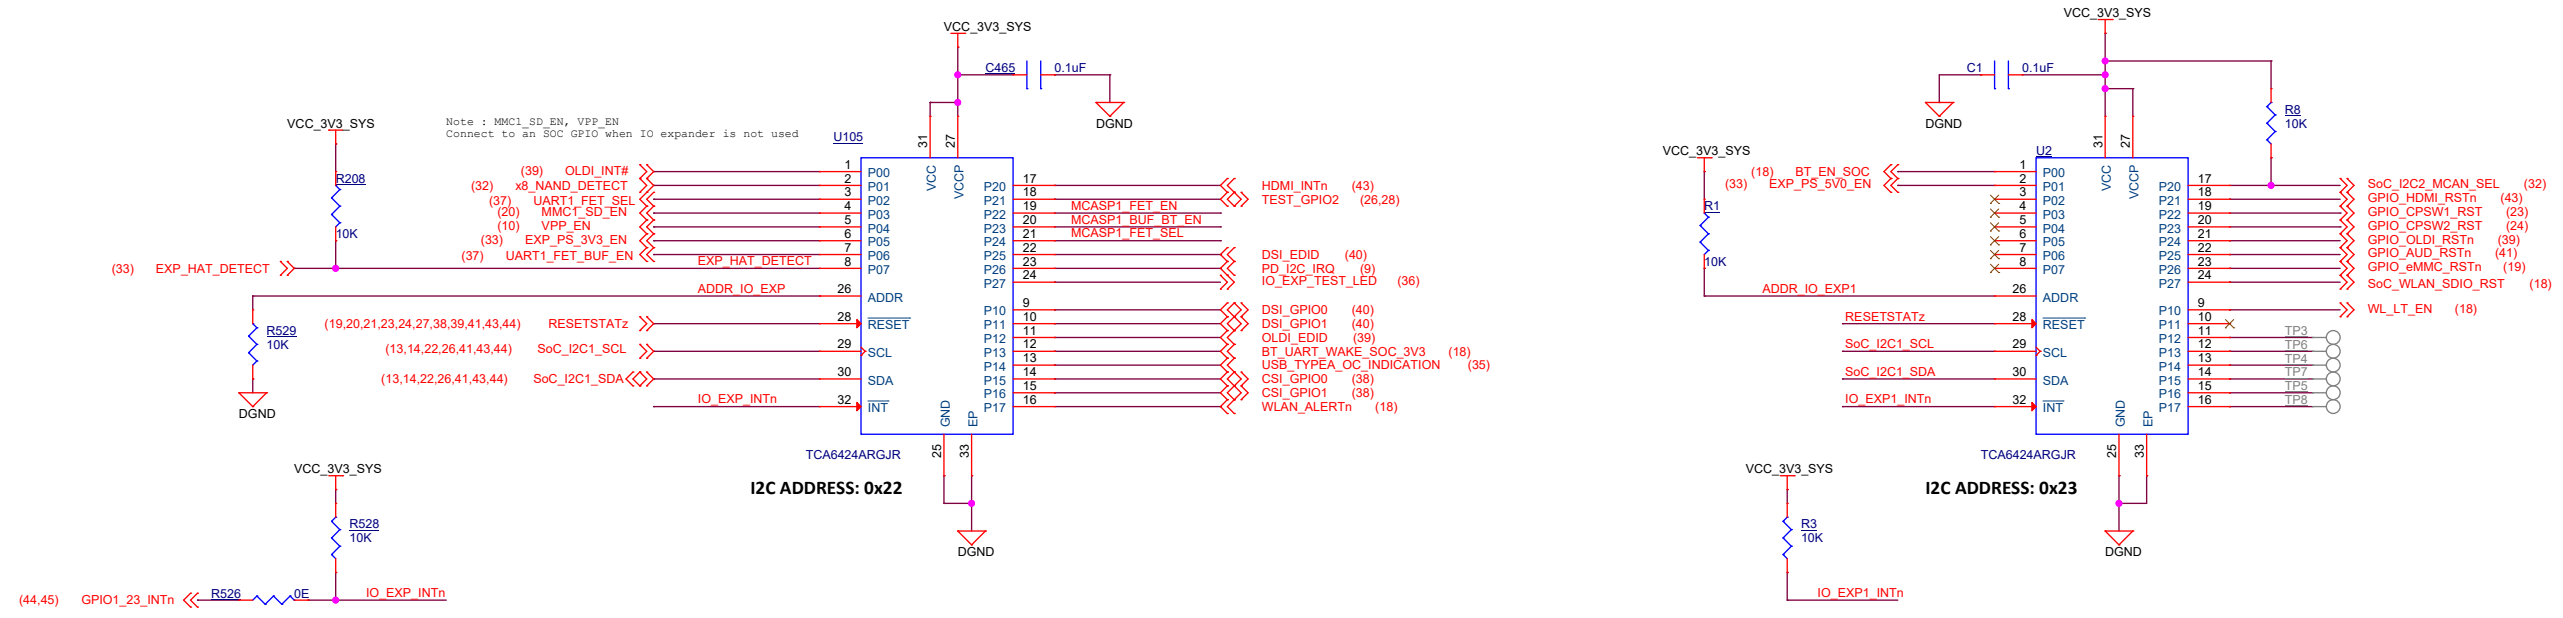 VCC_3V3_SYS
C465 0.1uF
DGND
Note : MMC1_SD_EN, VPP_EN
Connect to an SOC GPIO when IO expander is not used
VCC_3V3_SYS
R208
10K
U105
31 VCC
27 VCCP
(39) OLDI_INT# 1 P00
(32) x8_NAND_DETECT 2 P01
(37) UART1_FET_SEL 3 P02
(20) MMC1_SD_EN 4 P03
(10) VPP_EN 5 P04
(33) EXP_PS_3V3_EN 6 P05
(37) UART1_FET_BUF_EN 7 P06
(33) EXP_HAT_DETECT EXP_HAT_DETECT 8 P07
ADDR_IO_EXP 26 ADDR
R529
10K
DGND
(19,20,21,23,24,27,38,39,41,43,44) RESETSTATz 28 RESET
(13,14,22,26,41,43,44) SoC_I2C1_SCL 29 SCL
(13,14,22,26,41,43,44) SoC_I2C1_SDA 30 SDA
IO_EXP_INTn 32 INT
P20 17 HDMI_INTn (43)
P21 18 TEST_GPIO2 (26,28)
P22 19 MCASP1_FET_EN
P23 20 MCASP1_BUF_BT_EN
P24 21 MCASP1_FET_SEL
P25 22 DSI_EDID (40)
P26 23 PD_I2C_IRQ (9)
P27 24 IO_EXP_TEST_LED (36)
P10 9 DSI_GPIO0 (40)
P11 10 DSI_GPIO1 (40)
P12 11 OLDI_EDID (39)
P13 12 BT_UART_WAKE_SOC_3V3 (18)
P14 13 USB_TYPEA_OC_INDICATION (35)
P15 14 CSI_GPIO0 (38)
P16 15 CSI_GPIO1 (38)
P17 16 WLAN_ALERTn (18)
GND 25
EP 33
TCA6424ARGJR
I2C ADDRESS: 0x22
DGND
VCC_3V3_SYS
R528
10K
(44,45) GPIO1_23_INTn R526 0E IO_EXP_INTn
VCC_3V3_SYS
C1 0.1uF
DGND
R8
10K
VCC_3V3_SYS
R1
10K
U2
31 VCC
27 VCCP
(18) BT_EN_SOC 1 P00
(33) EXP_PS_5V0_EN 2 P01
3 P02
4 P03
5 P04
6 P05
7 P06
8 P07
ADDR_IO_EXP1 26 ADDR
RESETSTATz 28 RESET
SoC_I2C1_SCL 29 SCL
SoC_I2C1_SDA 30 SDA
IO_EXP1_INTn 32 INT
P20 17 SoC_I2C2_MCAN_SEL (32)
P21 18 GPIO_HDMI_RSTn (43)
P22 19 GPIO_CPSW1_RST (23)
P23 20 GPIO_CPSW2_RST (24)
P24 21 GPIO_OLDI_RSTn (39)
P25 22 GPIO_AUD_RSTn (41)
P26 23 GPIO_eMMC_RSTn (19)
P27 24 SoC_WLAN_SDIO_RST (18)
P10 9 WL_LT_EN (18)
P11 10
P12 11 TP3
P13 12 TP6
P14 13 TP4
P15 14 TP7
P16 15 TP5
P17 16 TP8
GND 25
EP 33
TCA6424ARGJR
I2C ADDRESS: 0x23
DGND
VCC_3V3_SYS
R3
10K
IO_EXP1_INTn